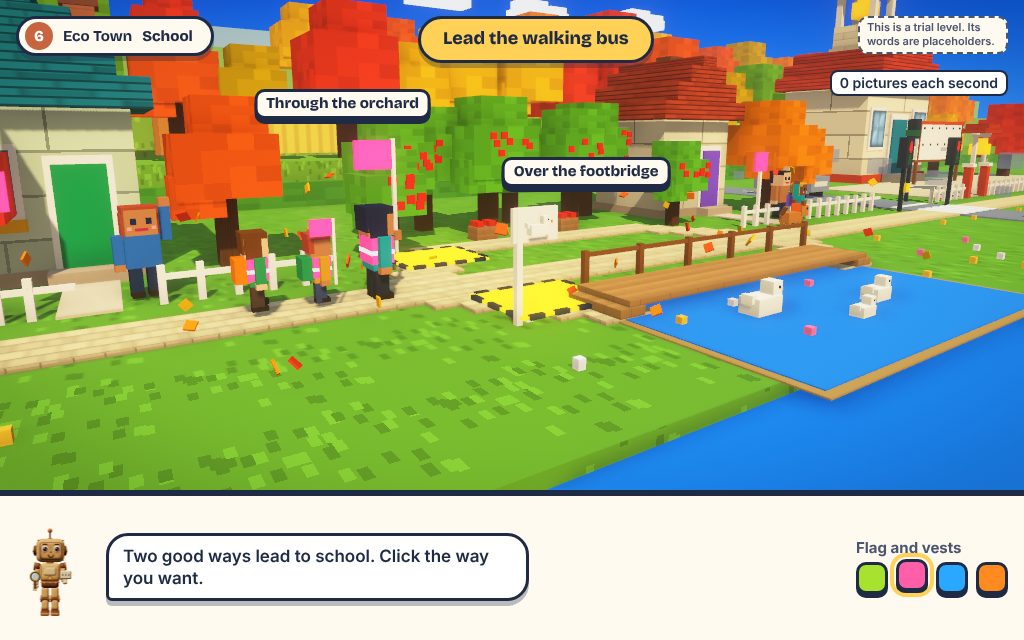 6 Eco Town School
Lead the walking bus
This is a trial level. Its
words are placeholders.
0 pictures each second
Through the orchard
Over the footbridge
Two good ways lead to school. Click the way
you want.
Flag and vests